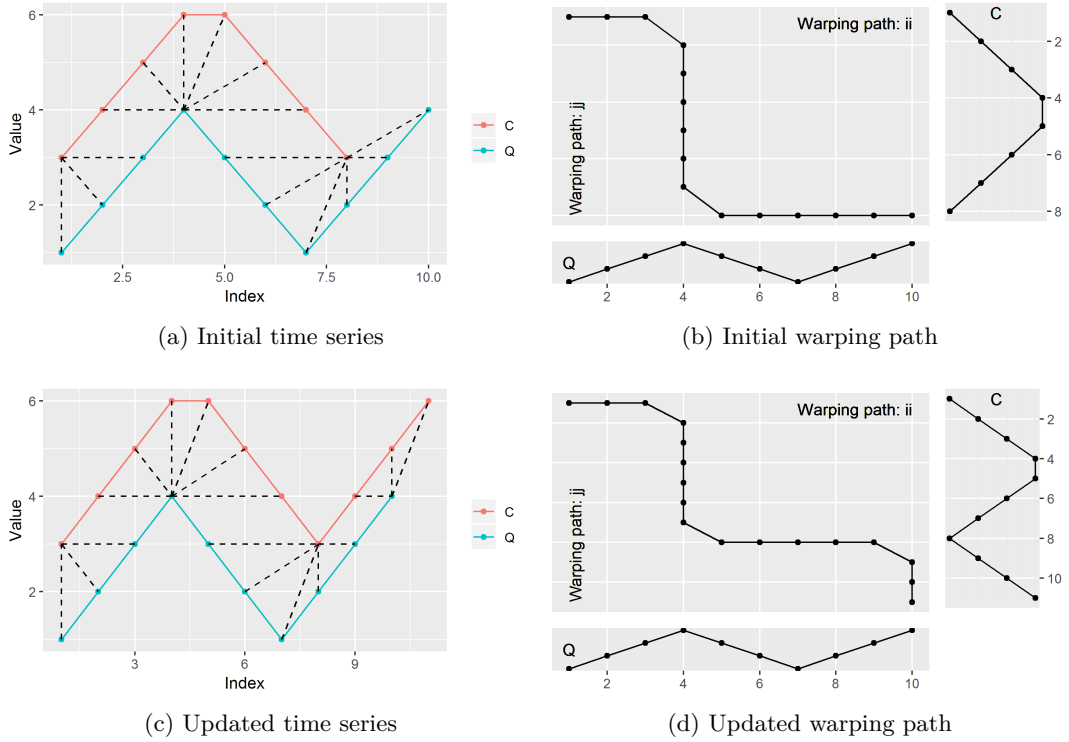 6
4
2
Value
2.5
5.0
7.5
10.0
Index
C
Q
(a) Initial time series
Warping path: ii
Warping path: jj
C
2
4
6
8
Q
2
4
6
8
10
(b) Initial warping path
6
4
2
Value
3
6
9
Index
C
Q
(c) Updated time series
Warping path: ii
Warping path: jj
C
2
4
6
8
10
Q
2
4
6
8
10
(d) Updated warping path